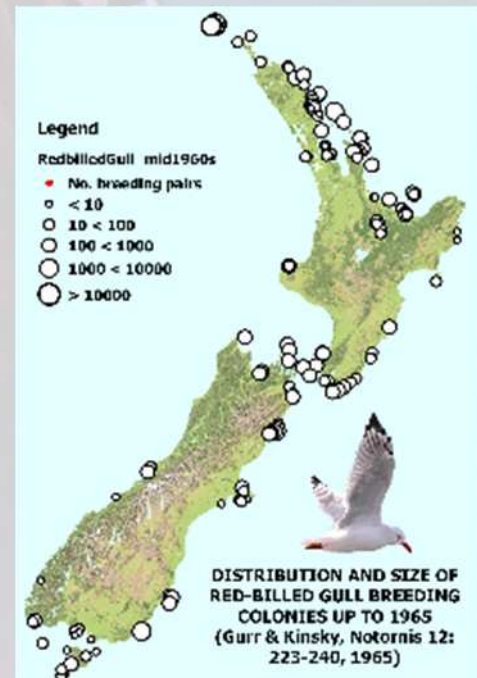 Legend
RedbilledGull mid1960s
No. breeding pairs
< 10
10 < 100
100 < 1000
1000 < 10000
> 10000
DISTRIBUTION AND SIZE OF
RED-BILLED GULL BREEDING
COLONIES UP TO 1965
(Gurr & Kinsky, Notornis 12:
223-240, 1965)